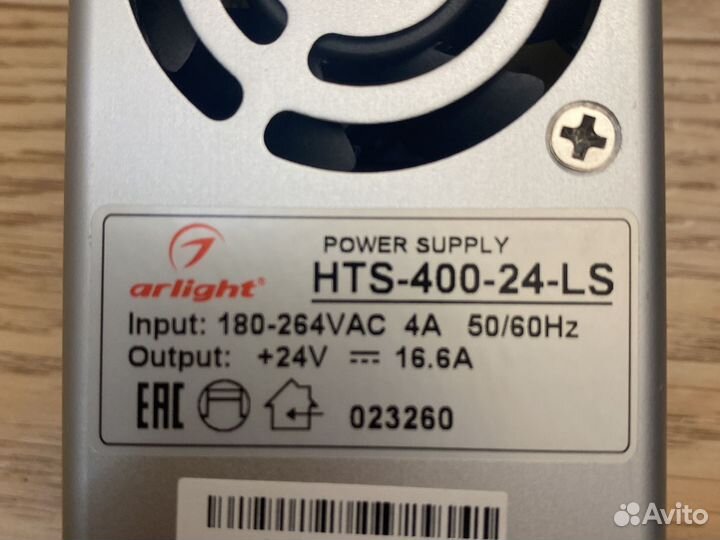 POWER SUPPLY
arlight®
HTS-400-24-LS
Input: 180-264VAC 4A 50/60Hz
Output: +24V ⎓ 16.6A
EAC 023260
Avito